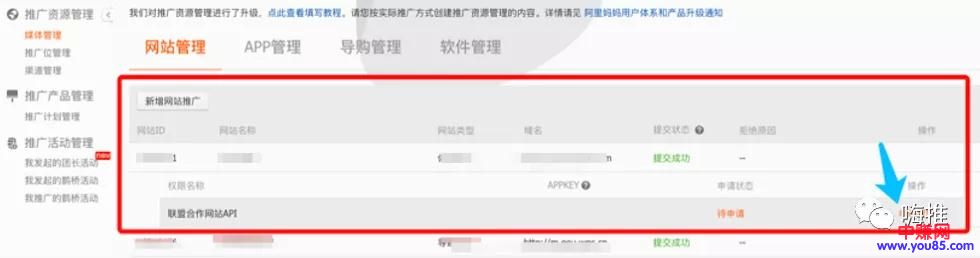 推广资源管理
我们对推广资源管理进行了升级，点此查看填写教程。请您按实际推广方式创建推广资源管理的内容。详情请见 阿里妈妈用户体系和产品升级通知
媒体管理
推广位管理
渠道管理
网站管理 APP管理 导购管理 软件管理
推广产品管理
推广计划管理
推广活动管理
我发起的团长活动 new
我发起的鹊桥活动
我推广的鹊桥活动
新增网站推广
网站ID 网站名称 网站类型 域名 提交状态 拒绝原因 操作
1 m 提交成功 --
权限名称 APPKEY 申请状态 操作
联盟合作网站API 待申请
提交成功 --
嗨推
中赚网
www.you85.com